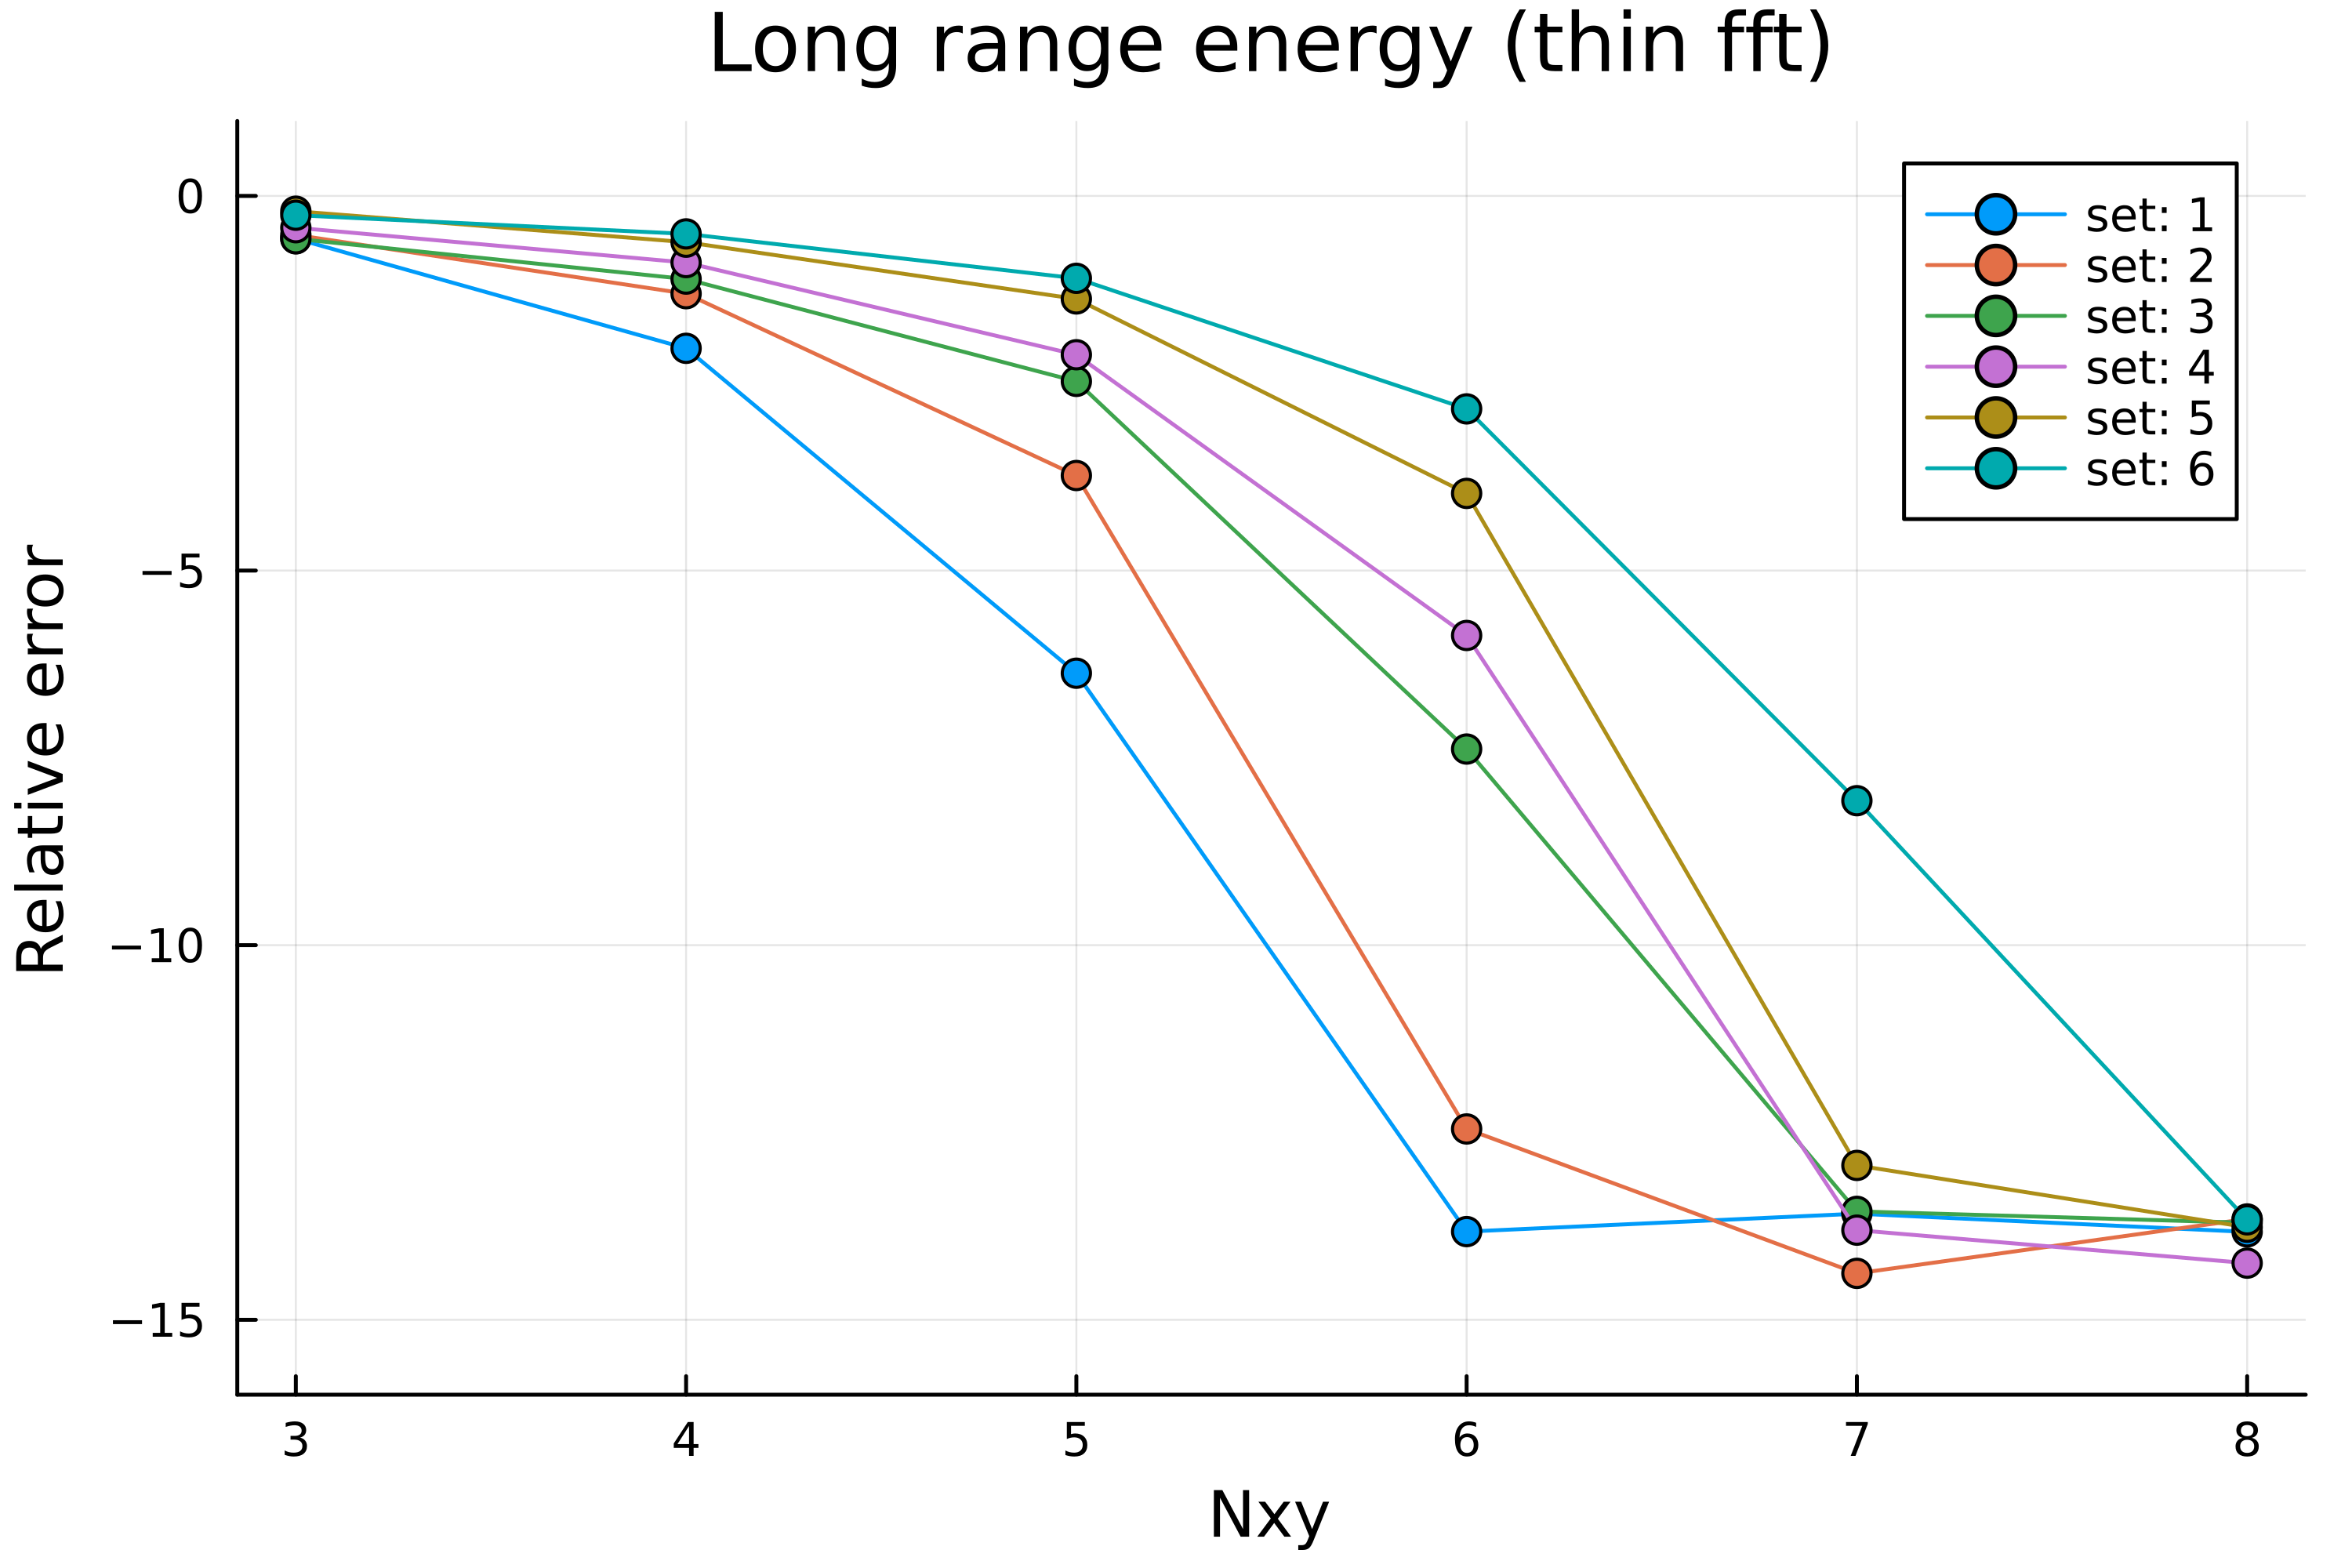 Long range energy (thin fft)
0
−5
−10
−15
Relative error
set: 1
set: 2
set: 3
set: 4
set: 5
set: 6
3 4 5 6 7 8
Nxy